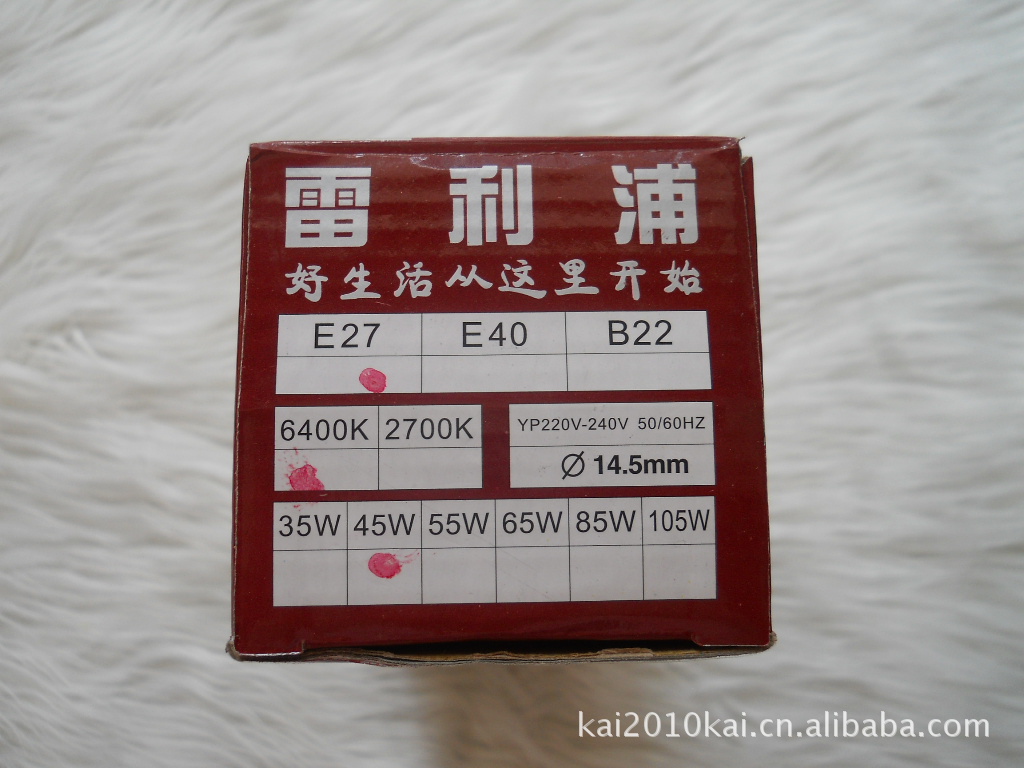 雷利浦
好生活从这里开始
E27 E40 B22
6400K 2700K
YP220V-240V 50/60HZ
Ø 14.5mm
35W 45W 55W 65W 85W 105W
kai2010kai.cn.alibaba.com